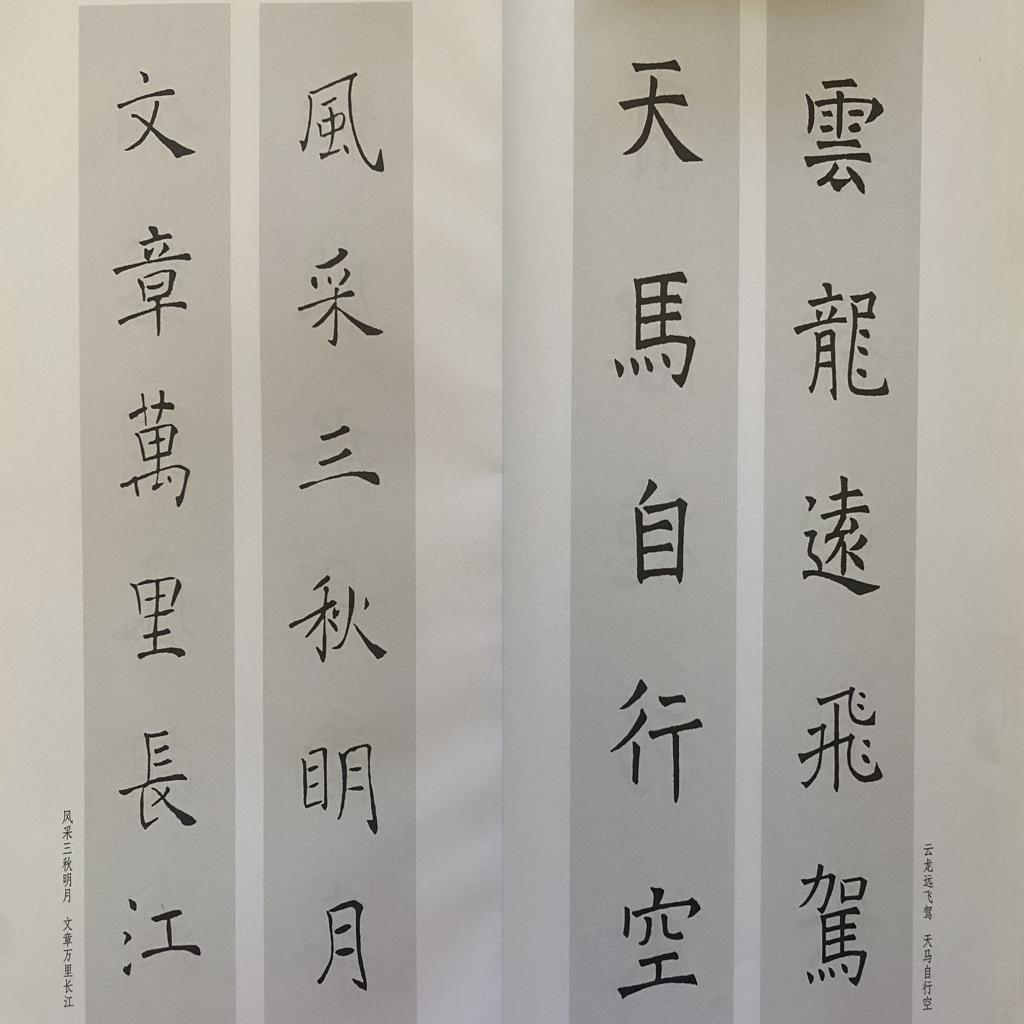 雲龍遠飛駕
天馬自行空
云龙远飞驾 天马自行空
風采三秋明月
文章萬里長江
风采三秋明月 文章万里长江